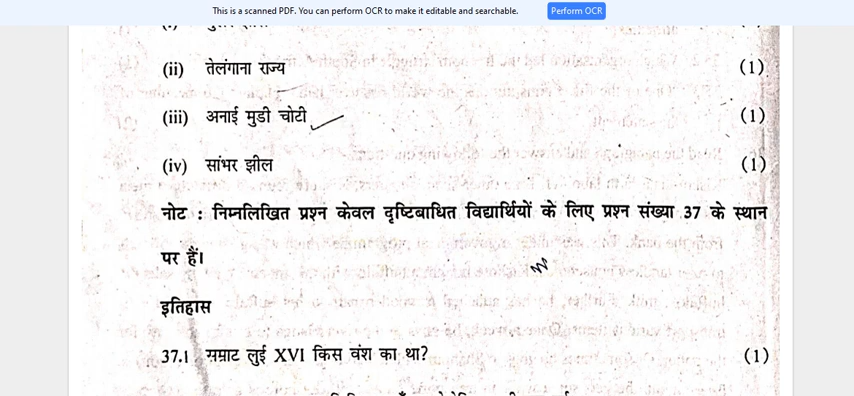 This is a scanned PDF. You can perform OCR to make it editable and searchable. Perform OCR
(ii) तेलंगाना राज्य (1)
(iii) अनाई मुडी चोटी (1)
(iv) सांभर झील (1)
नोट : निम्नलिखित प्रश्न केवल दृष्टिबाधित विद्यार्थियों के लिए प्रश्न संख्या 37 के स्थान
पर हैं।
इतिहास
37.1 सम्राट लुई XVI किस वंश का था? (1)